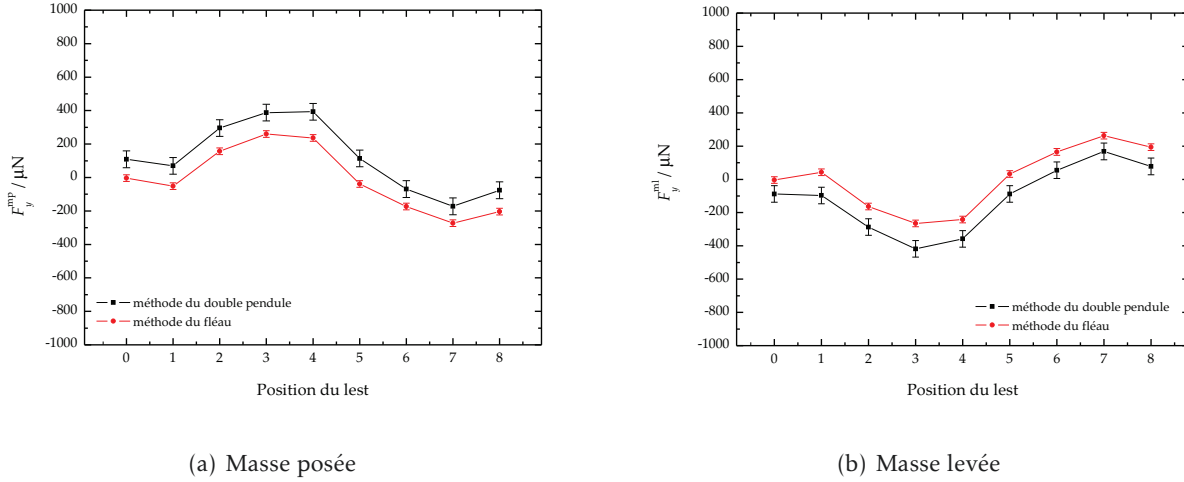 1000
800
600
400
200
0
-200
-400
-600
-800
-1000
F_y^mp / µN
méthode du double pendule
méthode du fléau
0 1 2 3 4 5 6 7 8
Position du lest
(a) Masse posée
1000
800
600
400
200
0
-200
-400
-600
-800
-1000
F_y^ml / µN
méthode du double pendule
méthode du fléau
0 1 2 3 4 5 6 7 8
Position du lest
(b) Masse levée